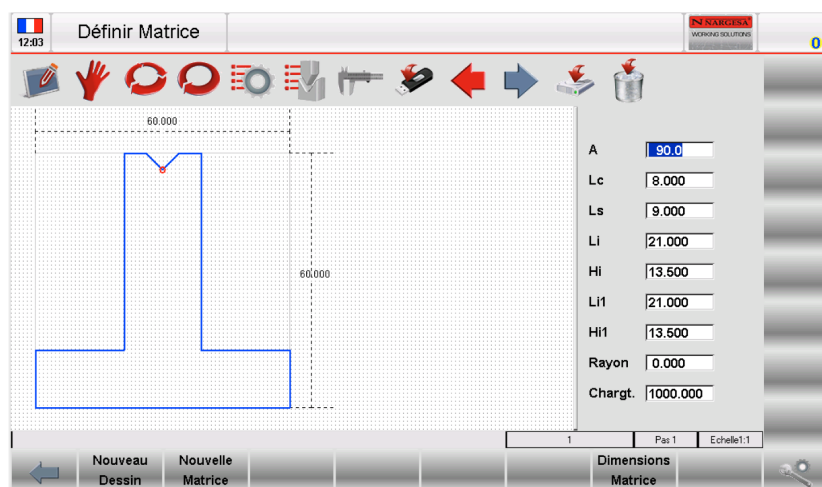 12:03
Définir Matrice
N NARGESA
WORKING SOLUTIONS
0
60.000
60.000
A 90.0
Lc 8.000
Ls 9.000
Li 21.000
Hi 13.500
Li1 21.000
Hi1 13.500
Rayon 0.000
Chargt. 1000.000
1 Pas 1 Echelle1:1
Nouveau Dessin
Nouvelle Matrice
Dimensions Matrice